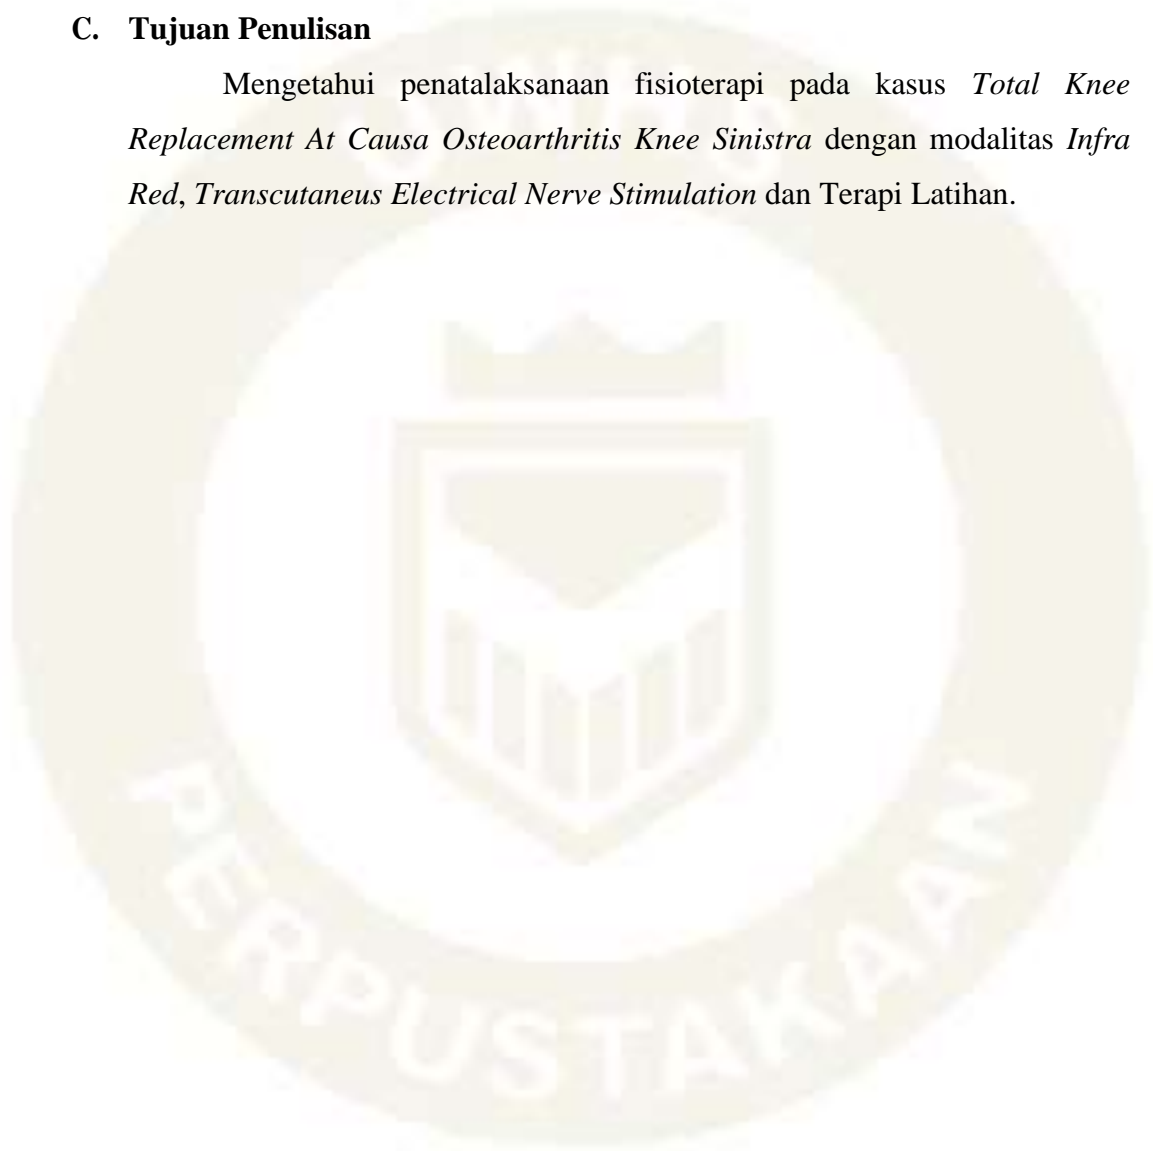 C. Tujuan Penulisan
Mengetahui penatalaksanaan fisioterapi pada kasus Total Knee
Replacement At Causa Osteoarthritis Knee Sinistra dengan modalitas Infra
Red, Transcutaneus Electrical Nerve Stimulation dan Terapi Latihan.
UWHS
PERPUSTAKAAN